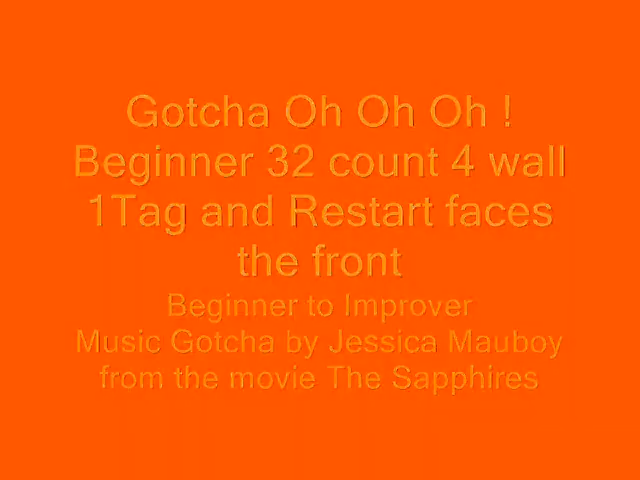 Gotcha Oh Oh Oh !
Beginner 32 count 4 wall
1Tag and Restart faces
the front
Beginner to Improver
Music Gotcha by Jessica Mauboy
from the movie The Sapphires